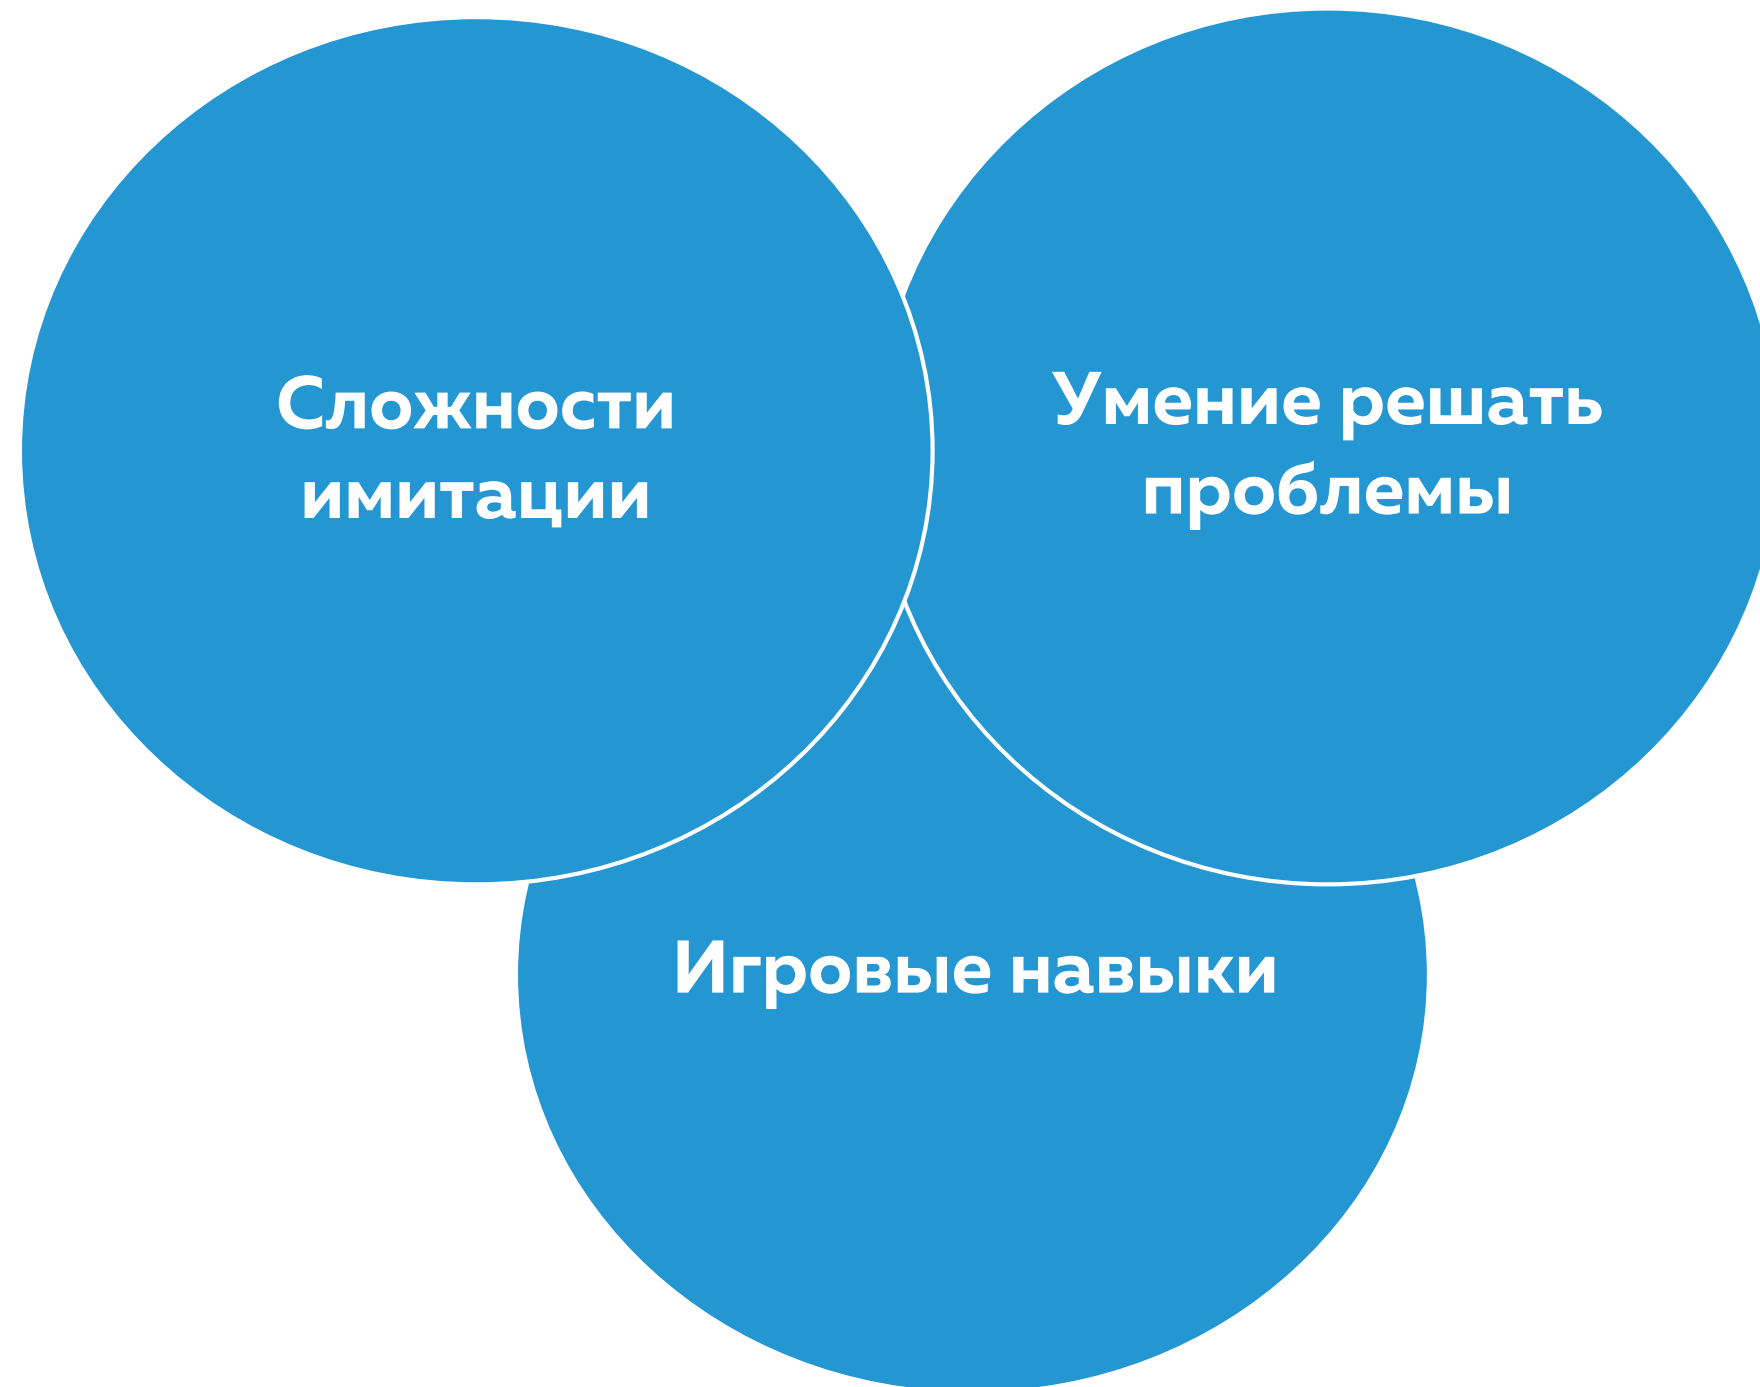 Сложности
имитации
Умение решать
проблемы
Игровые навыки